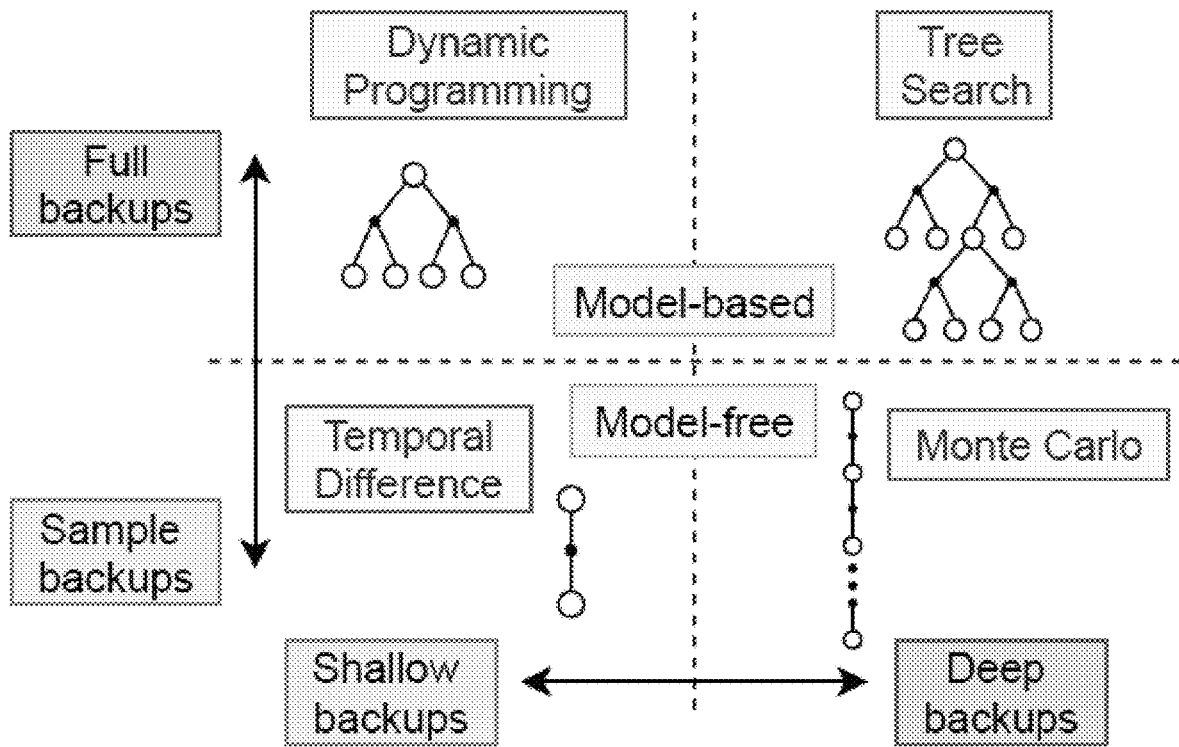 Dynamic
Programming
Tree
Search
Full
backups
Model-based
Model-free
Temporal
Difference
Monte Carlo
Sample
backups
Shallow
backups
Deep
backups